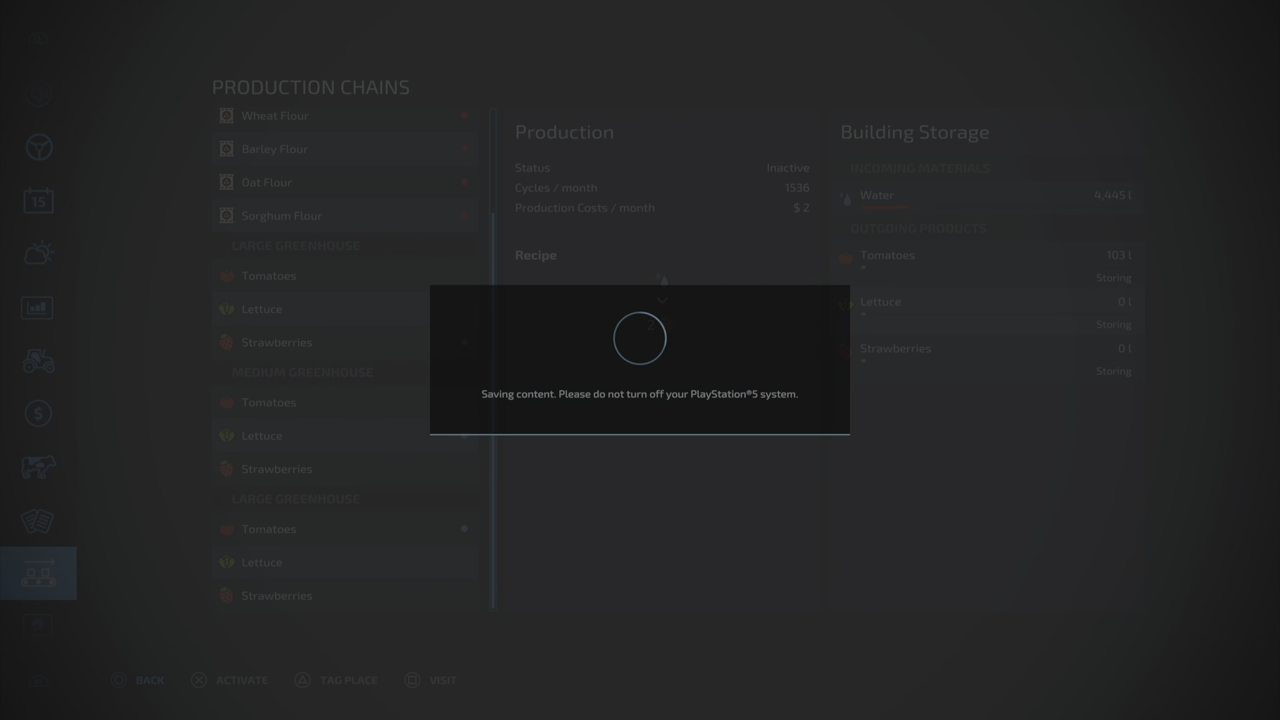 PRODUCTION CHAINS
Wheat Flour
Barley Flour
Oat Flour
Sorghum Flour
LARGE GREENHOUSE
Tomatoes
Lettuce
Strawberries
MEDIUM GREENHOUSE
Tomatoes
Lettuce
Strawberries
LARGE GREENHOUSE
Tomatoes
Lettuce
Strawberries
15
Production
Status Inactive
Cycles / month 1536
Production Costs / month $ 2
Recipe
2
Building Storage
INCOMING MATERIALS
Water 4,445 l
OUTGOING PRODUCTS
Tomatoes 103 l
Storing
Lettuce 0 l
Storing
Strawberries 0 l
Storing
Saving content. Please do not turn off your PlayStation®5 system.
BACK ACTIVATE TAG PLACE VISIT